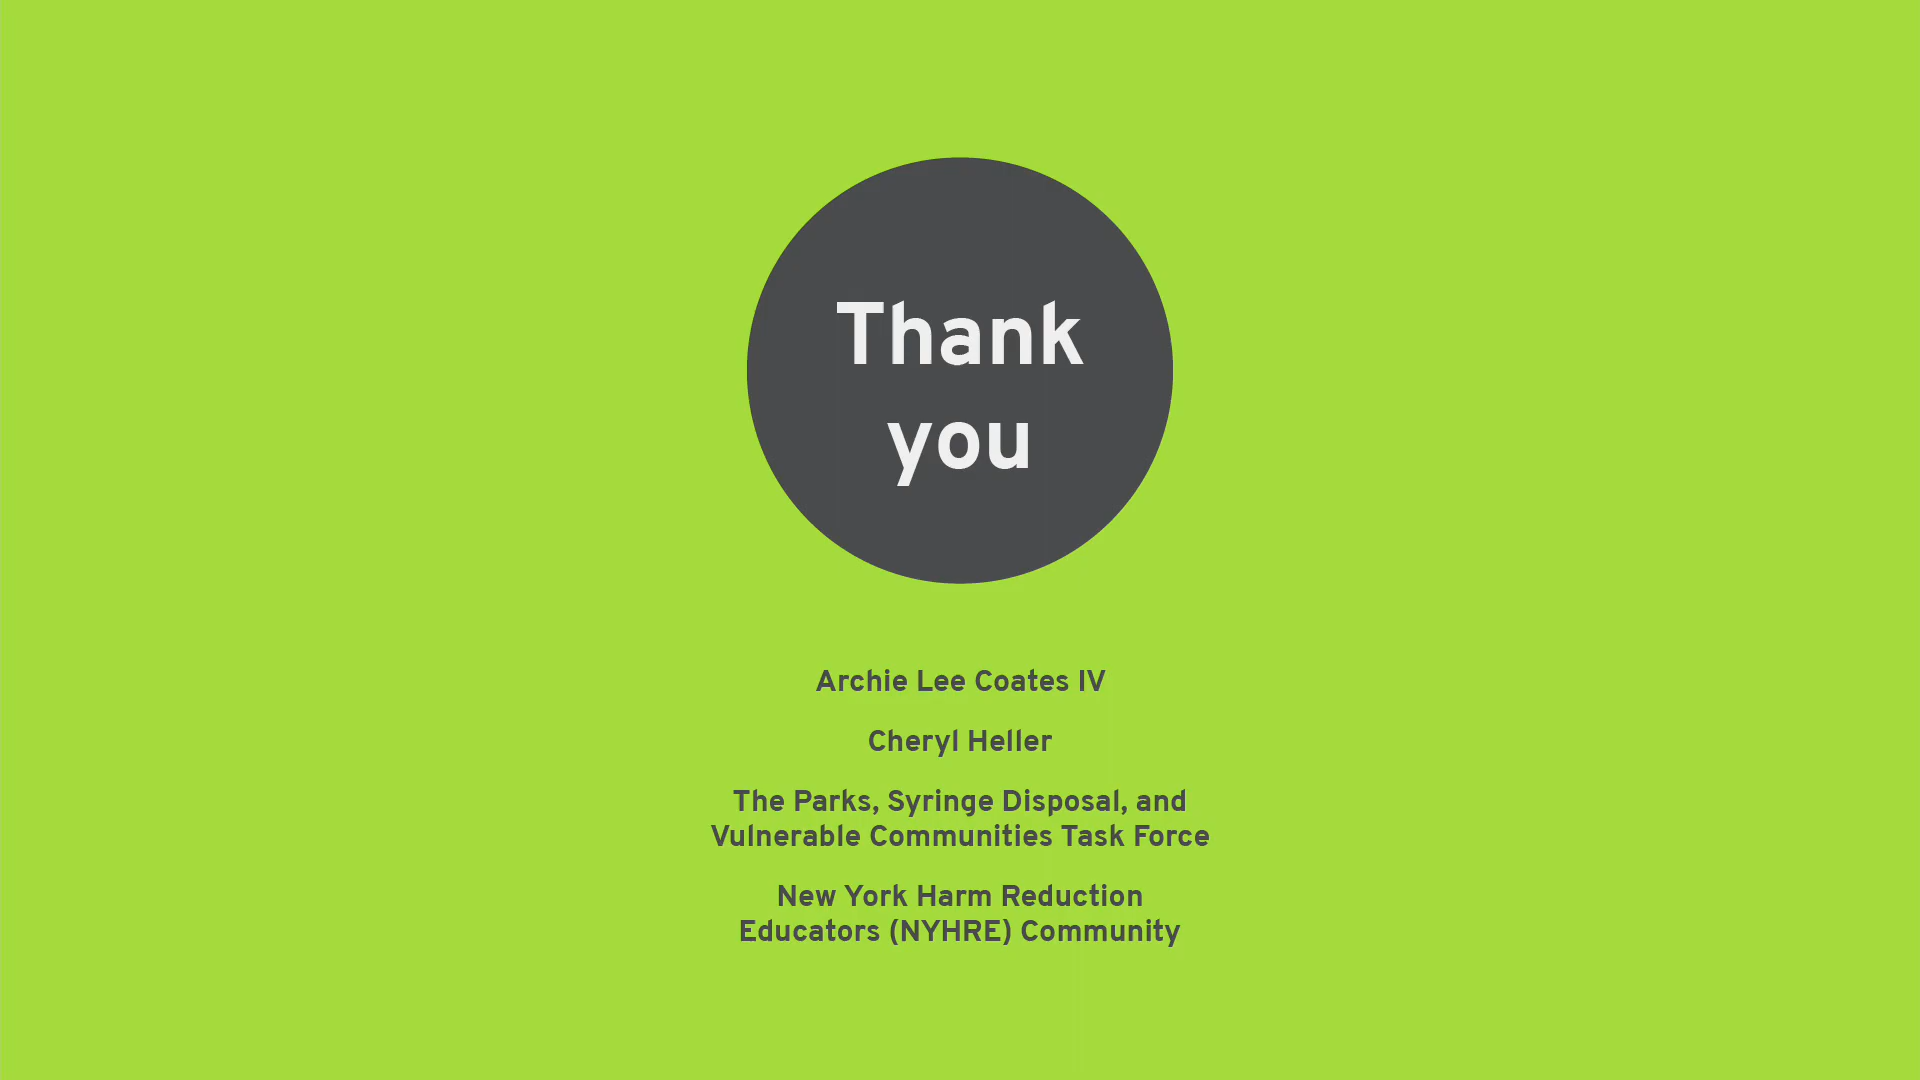 Thank
you
Archie Lee Coates IV
Cheryl Heller
The Parks, Syringe Disposal, and
Vulnerable Communities Task Force
New York Harm Reduction
Educators (NYHRE) Community